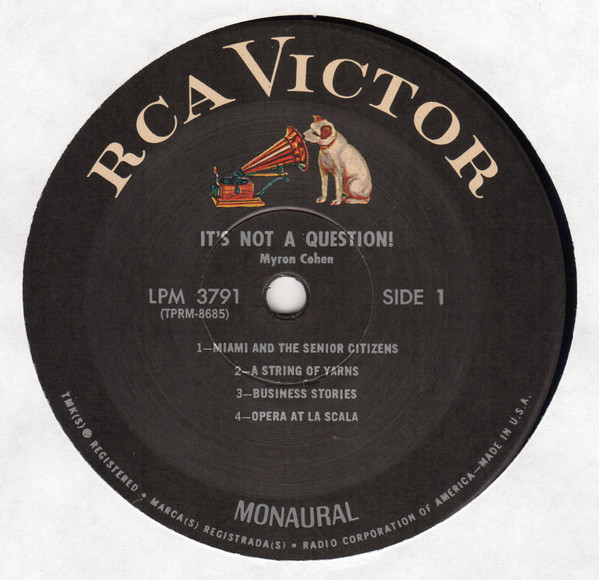 RCA VICTOR
IT'S NOT A QUESTION!
Myron Cohen
LPM 3791 SIDE 1
(TPRM-8685)
1—MIAMI AND THE SENIOR CITIZENS
2—A STRING OF YARNS
3—BUSINESS STORIES
4—OPERA AT LA SCALA
MONAURAL
TMK(S) ® REGISTERED • MARCA(S) REGISTRADA(S) • RADIO CORPORATION OF AMERICA—MADE IN U.S.A.